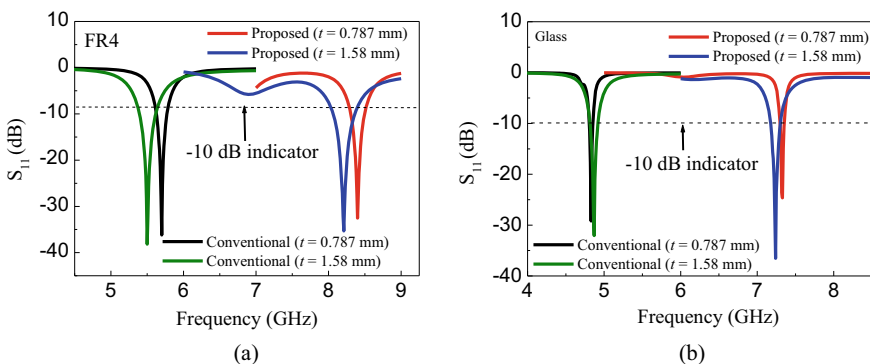 10
0
-10
-20
-30
-40
S11 (dB)
FR4
Proposed (t = 0.787 mm)
Proposed (t = 1.58 mm)
-10 dB indicator
Conventional (t = 0.787 mm)
Conventional (t = 1.58 mm)
5 6 7 8 9
Frequency (GHz)
(a)
10
0
-10
-20
-30
-40
S11 (dB)
Glass
Proposed (t = 0.787 mm)
Proposed (t = 1.58 mm)
-10 dB indicator
Conventional (t = 0.787 mm)
Conventional (t = 1.58 mm)
4 5 6 7 8
Frequency (GHz)
(b)